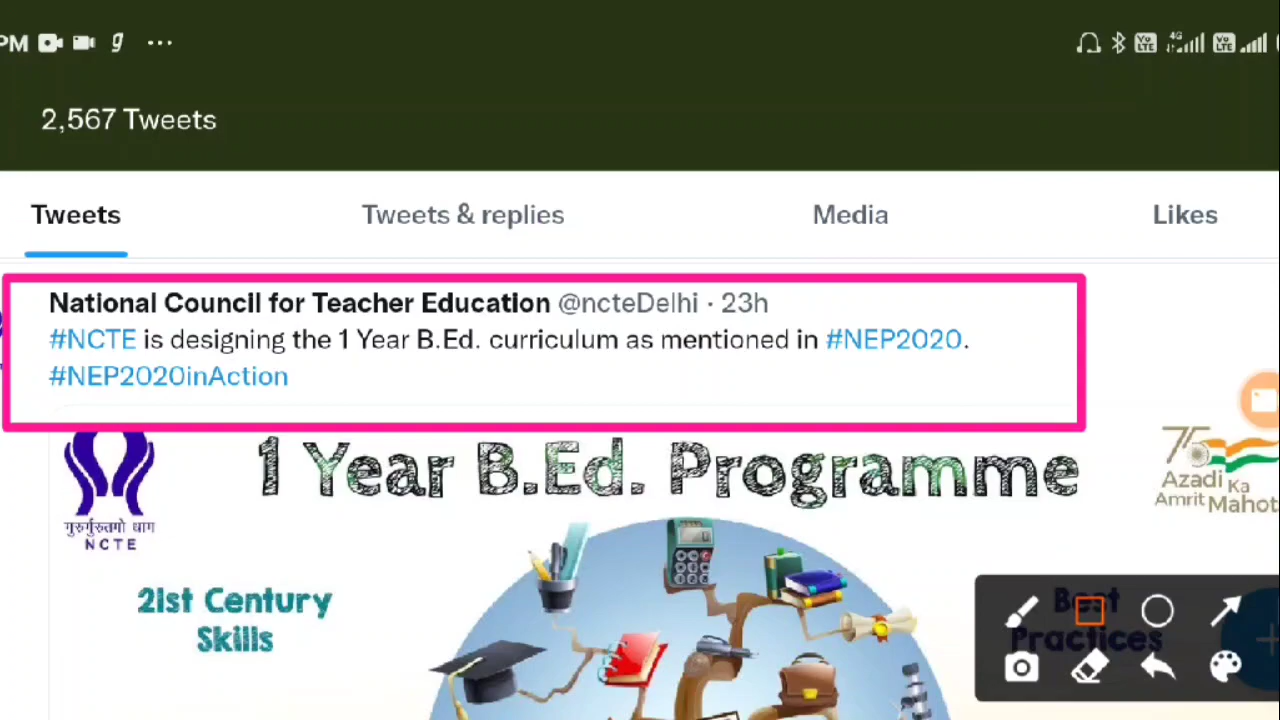 PM
2,567 Tweets
Tweets
Tweets & replies
Media
Likes
National Council for Teacher Education @ncteDelhi · 23h
#NCTE is designing the 1 Year B.Ed. curriculum as mentioned in #NEP2020.
#NEP2020inAction
1 Year B.Ed. Programme
NCTE
75
Azadi Ka
Amrit Mahot
21st Century
Skills
Best
Practices